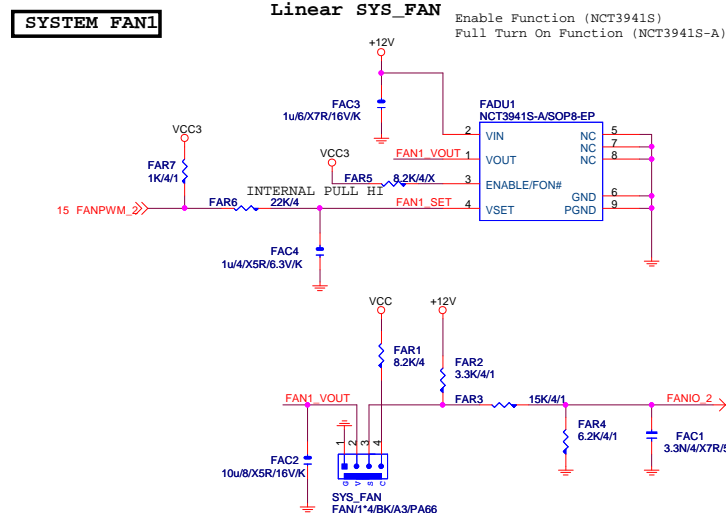 Linear SYS_FAN
SYSTEM FAN1
Enable Function (NCT3941S)
Full Turn On Function (NCT3941S-A)
+12V
FAC3
1u/6/X7R/16V/K
FADU1
NCT3941S-A/SOP8-EP
VCC3
FAR7
1K/4/1
VCC3
FAN1_VOUT
FAR5
8.2K/4/X
INTERNAL PULL HI
2
VIN
1
VOUT
3
ENABLE/FON#
4
VSET
NC
5
NC
7
NC
8
GND
6
PGND
9
15 FANPWM_2
FAR6
22K/4
FAN1_SET
FAC4
1u/4/X5R/6.3V/K
VCC
+12V
FAR1
8.2K/4
FAR2
3.3K/4/1
FAN1_VOUT
FAR3
15K/4/1
FANIO_2
FAR4
6.2K/4/1
FAC1
3.3N/4/X7R/5
FAC2
10u/8/X5R/16V/K
1
2
3
4
G
V
S
C
SYS_FAN
FAN/1*4/BK/A3/PA66